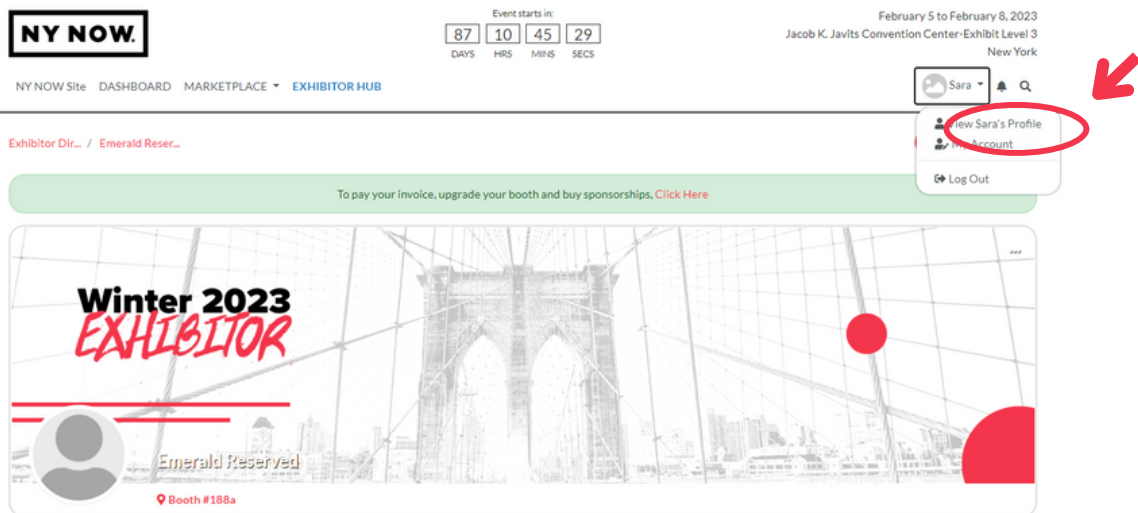 NY NOW.
Event starts in:
87 10 45 29
DAYS HRS MINS SECS
February 5 to February 8, 2023
Jacob K. Javits Convention Center-Exhibit Level 3
New York
NY NOW Site DASHBOARD MARKETPLACE EXHIBITOR HUB
Sara
View Sara's Profile
My Account
Log Out
Exhibitor Dir... / Emerald Reser...
To pay your invoice, upgrade your booth and buy sponsorships, Click Here
Winter 2023
EXHIBITOR
Emerald Reserved
Booth #188a